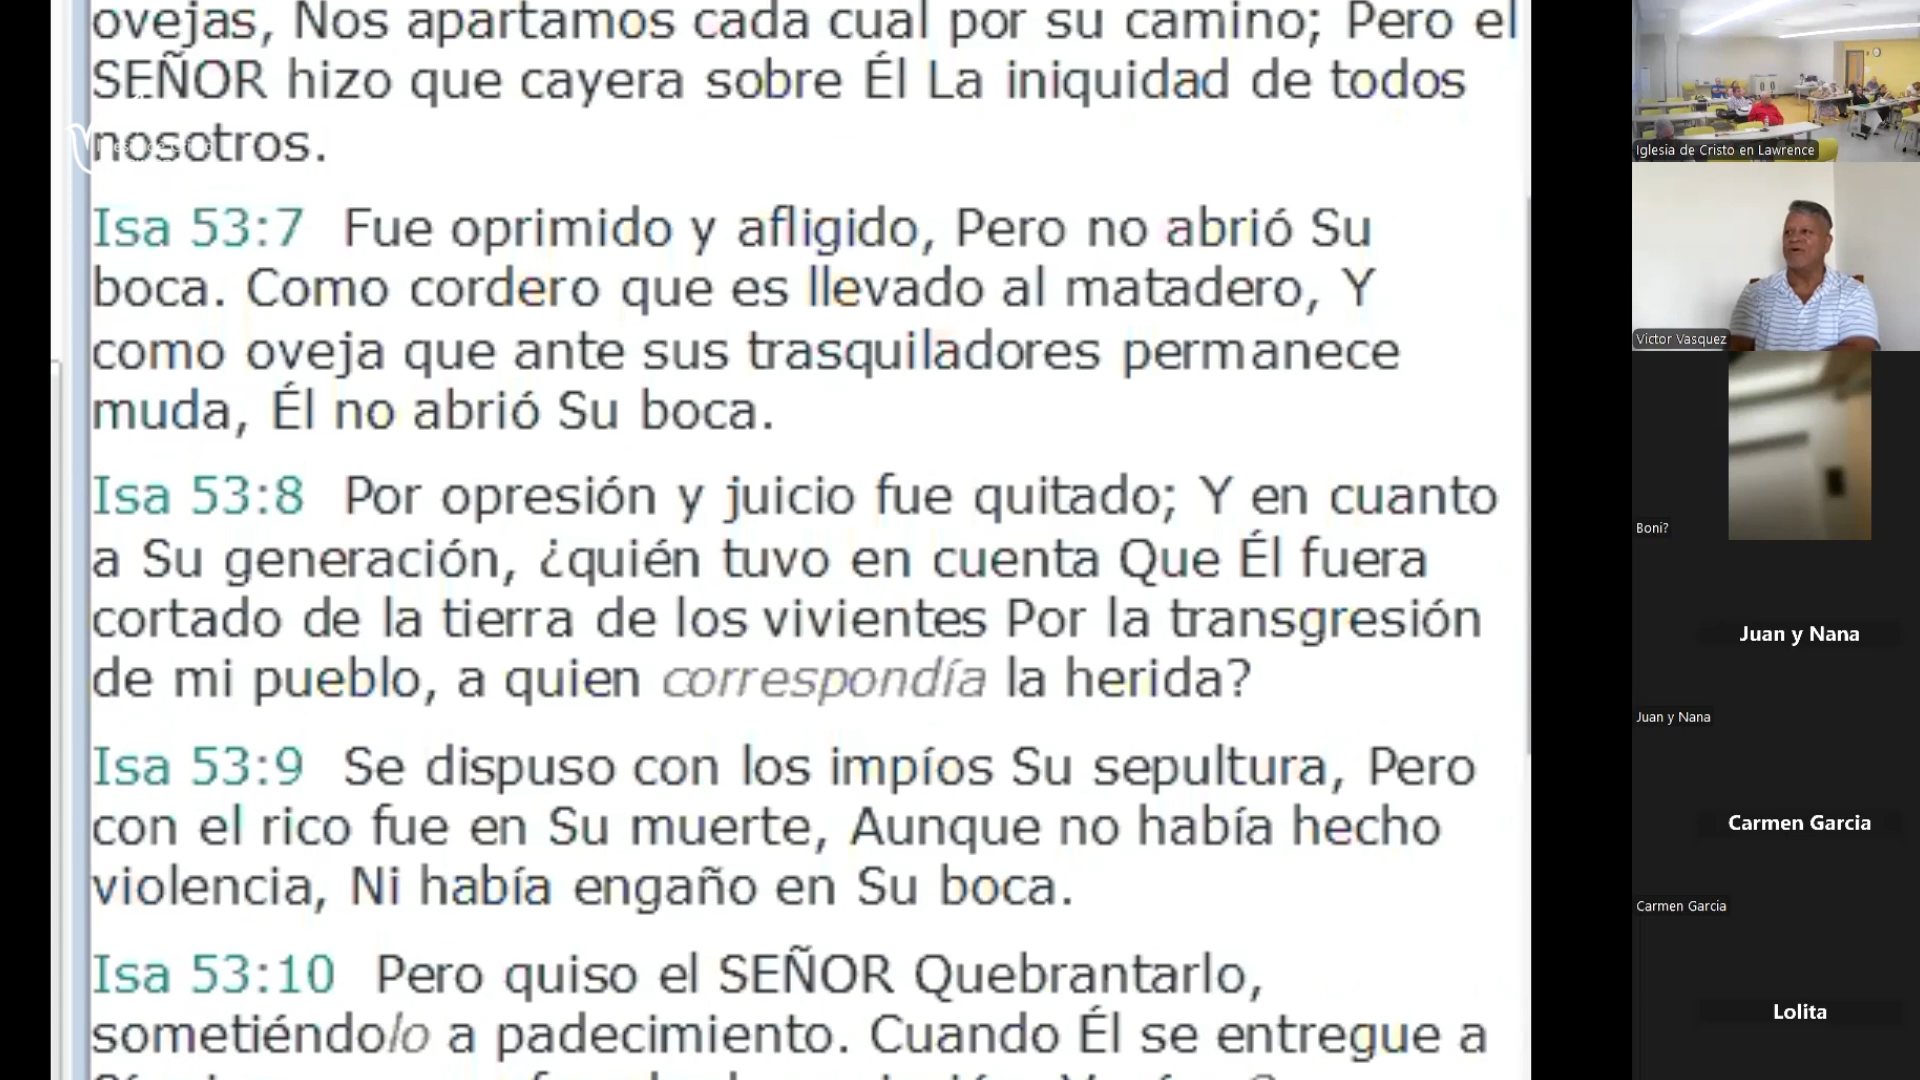 ovejas, Nos apartamos cada cual por su camino; Pero el
SEÑOR hizo que cayera sobre Él La iniquidad de todos
nosotros.
Isa 53:7 Fue oprimido y afligido, Pero no abrió Su
boca. Como cordero que es llevado al matadero, Y
como oveja que ante sus trasquiladores permanece
muda, Él no abrió Su boca.
Isa 53:8 Por opresión y juicio fue quitado; Y en cuanto
a Su generación, ¿quién tuvo en cuenta Que Él fuera
cortado de la tierra de los vivientes Por la transgresión
de mi pueblo, a quien correspondía la herida?
Isa 53:9 Se dispuso con los impíos Su sepultura, Pero
con el rico fue en Su muerte, Aunque no había hecho
violencia, Ni había engaño en Su boca.
Isa 53:10 Pero quiso el SEÑOR Quebrantarlo,
sometiéndolo a padecimiento. Cuando Él se entregue a
Iglesia de Cristo en Lawrence
Victor Vasquez
Boni?
Juan y Nana
Juan y Nana
Carmen Garcia
Carmen Garcia
Lolita